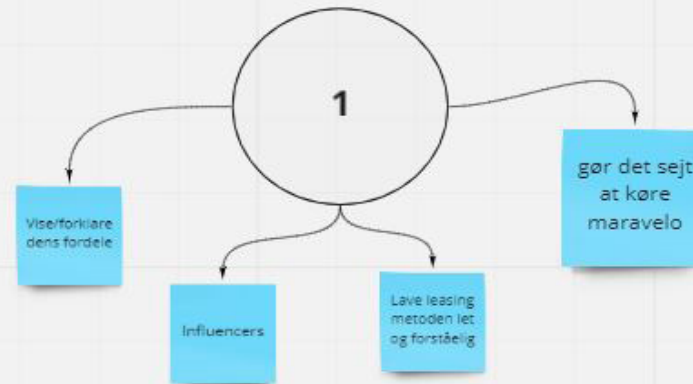 1
Vise/forklare
dens fordele
Influencers
Lave leasing
metoden let
og forståelig
gør det sejt
at køre
maravelo